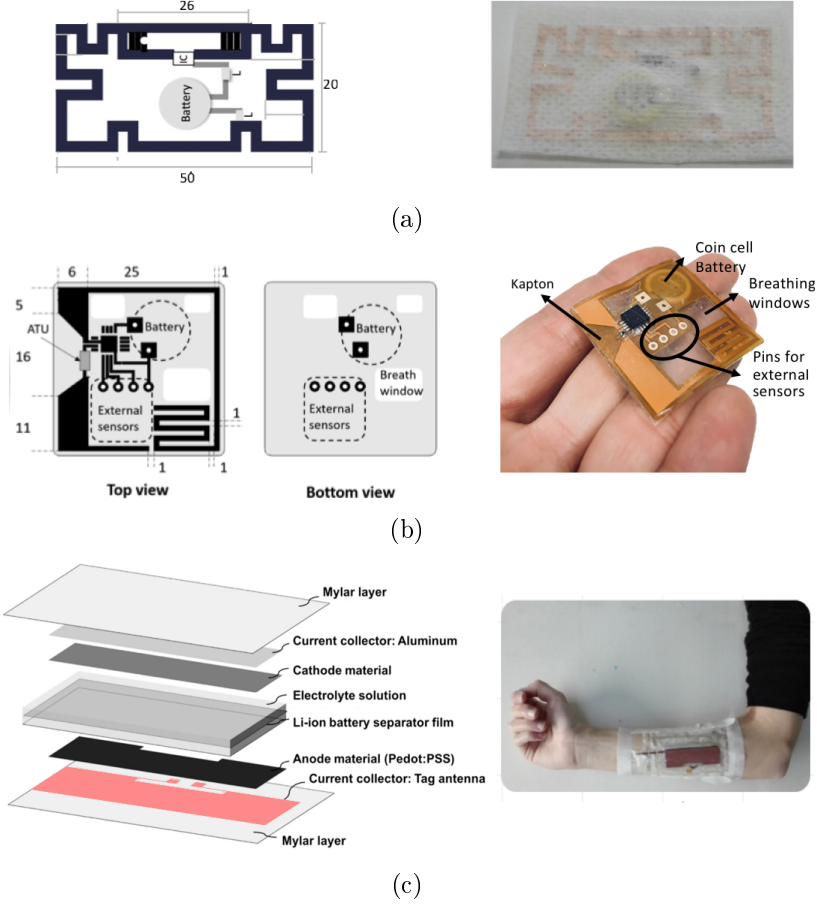 26
IC
L
Battery
L
20
50
(a)
6 25 1
5
ATU
16
11
Battery
External
sensors
1
1
1
Top view
Battery
Breath
window
External
sensors
Bottom view
Coin cell
Battery
Kapton
Breathing
windows
Pins for
external
sensors
(b)
Mylar layer
Current collector: Aluminum
Cathode material
Electrolyte solution
Li-ion battery separator film
Anode material (Pedot:PSS)
Current collector: Tag antenna
Mylar layer
(c)